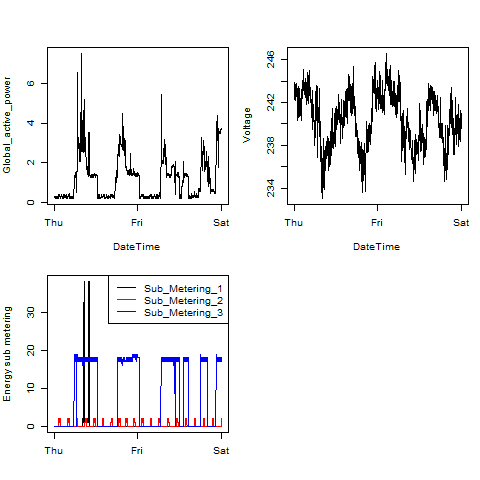 Global_active_power
0
2
4
6
Thu
Fri
Sat
DateTime
Voltage
234
238
242
246
Thu
Fri
Sat
DateTime
Energy sub metering
0
10
20
30
Sub_Metering_1
Sub_Metering_2
Sub_Metering_3
Thu
Fri
Sat